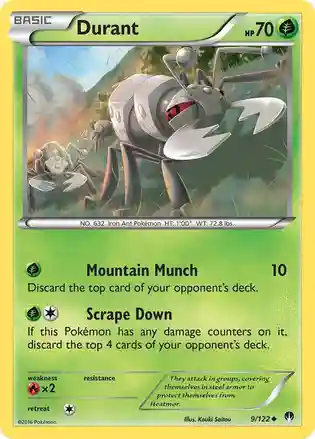 BASIC
Durant HP70
NO. 632 Iron Ant Pokémon HT: 1'00" WT: 72.8 lbs.
Mountain Munch 10
Discard the top card of your opponent's deck.
Scrape Down
If this Pokémon has any damage counters on it,
discard the top 4 cards of your opponent's deck.
weakness resistance
×2
They attack in groups, covering
themselves in steel armor to
protect themselves from
Heatmor.
retreat
©2016 Pokémon Illus. Kouki Saitou 9/122